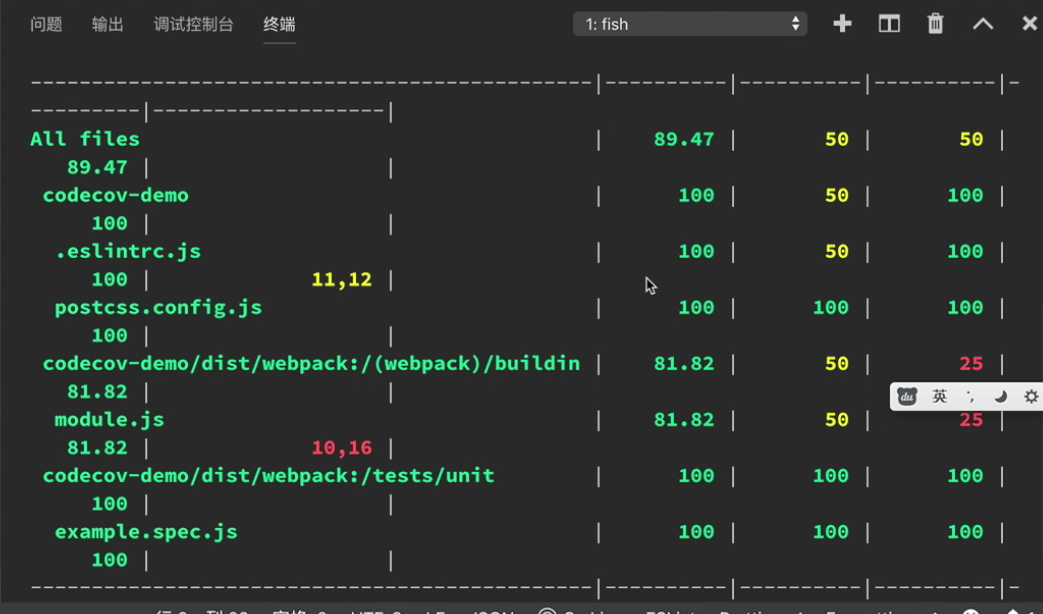 问题 输出 调试控制台 终端 1: fish
----------------------------------------------|----------|----------|----------|-
---------|-------------------|
All files | 89.47 | 50 | 50 |
89.47 | |
codecov-demo | 100 | 50 | 100 |
100 | |
.eslintrc.js | 100 | 50 | 100 |
100 | 11,12 |
postcss.config.js | 100 | 100 | 100 |
100 | |
codecov-demo/dist/webpack:/(webpack)/buildin | 81.82 | 50 | 25 |
81.82 | |
du 英
module.js | 81.82 | 50 | 25 |
81.82 | 10,16 |
codecov-demo/dist/webpack:/tests/unit | 100 | 100 | 100 |
100 | |
example.spec.js | 100 | 100 | 100 |
100 | |
----------------------------------------------|----------|----------|----------|-